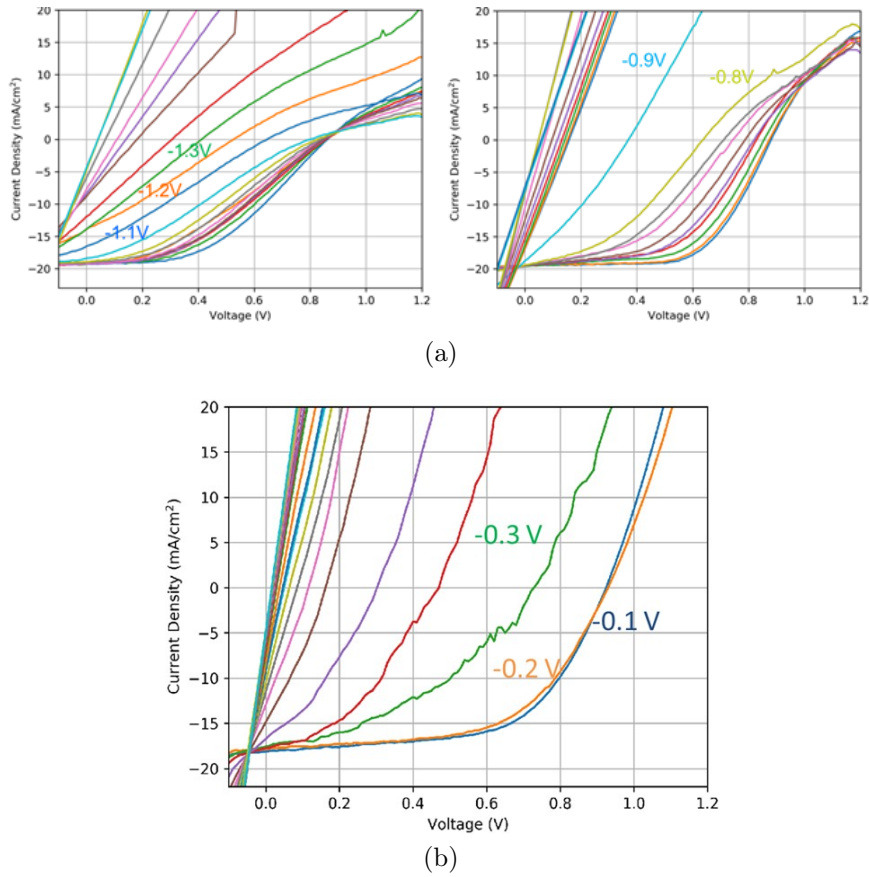 20
15
10
5
0
−5
−10
−15
−20
Current Density (mA/cm²)
-1.3V
-1.2V
-1.1V
0.0 0.2 0.4 0.6 0.8 1.0 1.2
Voltage (V)
20
15
10
5
0
−5
−10
−15
−20
Current Density (mA/cm²)
-0.9V
-0.8V
0.0 0.2 0.4 0.6 0.8 1.0 1.2
Voltage (V)
(a)
20
15
10
5
0
−5
−10
−15
−20
Current Density (mA/cm²)
-0.3 V
-0.1 V
-0.2 V
0.0 0.2 0.4 0.6 0.8 1.0 1.2
Voltage (V)
(b)